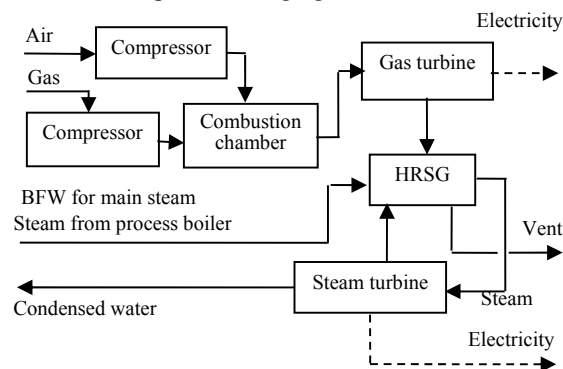 Electricity
Air
Compressor
Gas turbine
Gas
Compressor
Combustion
chamber
HRSG
BFW for main steam
Steam from process boiler
Vent
Steam turbine
Steam
Condensed water
Electricity